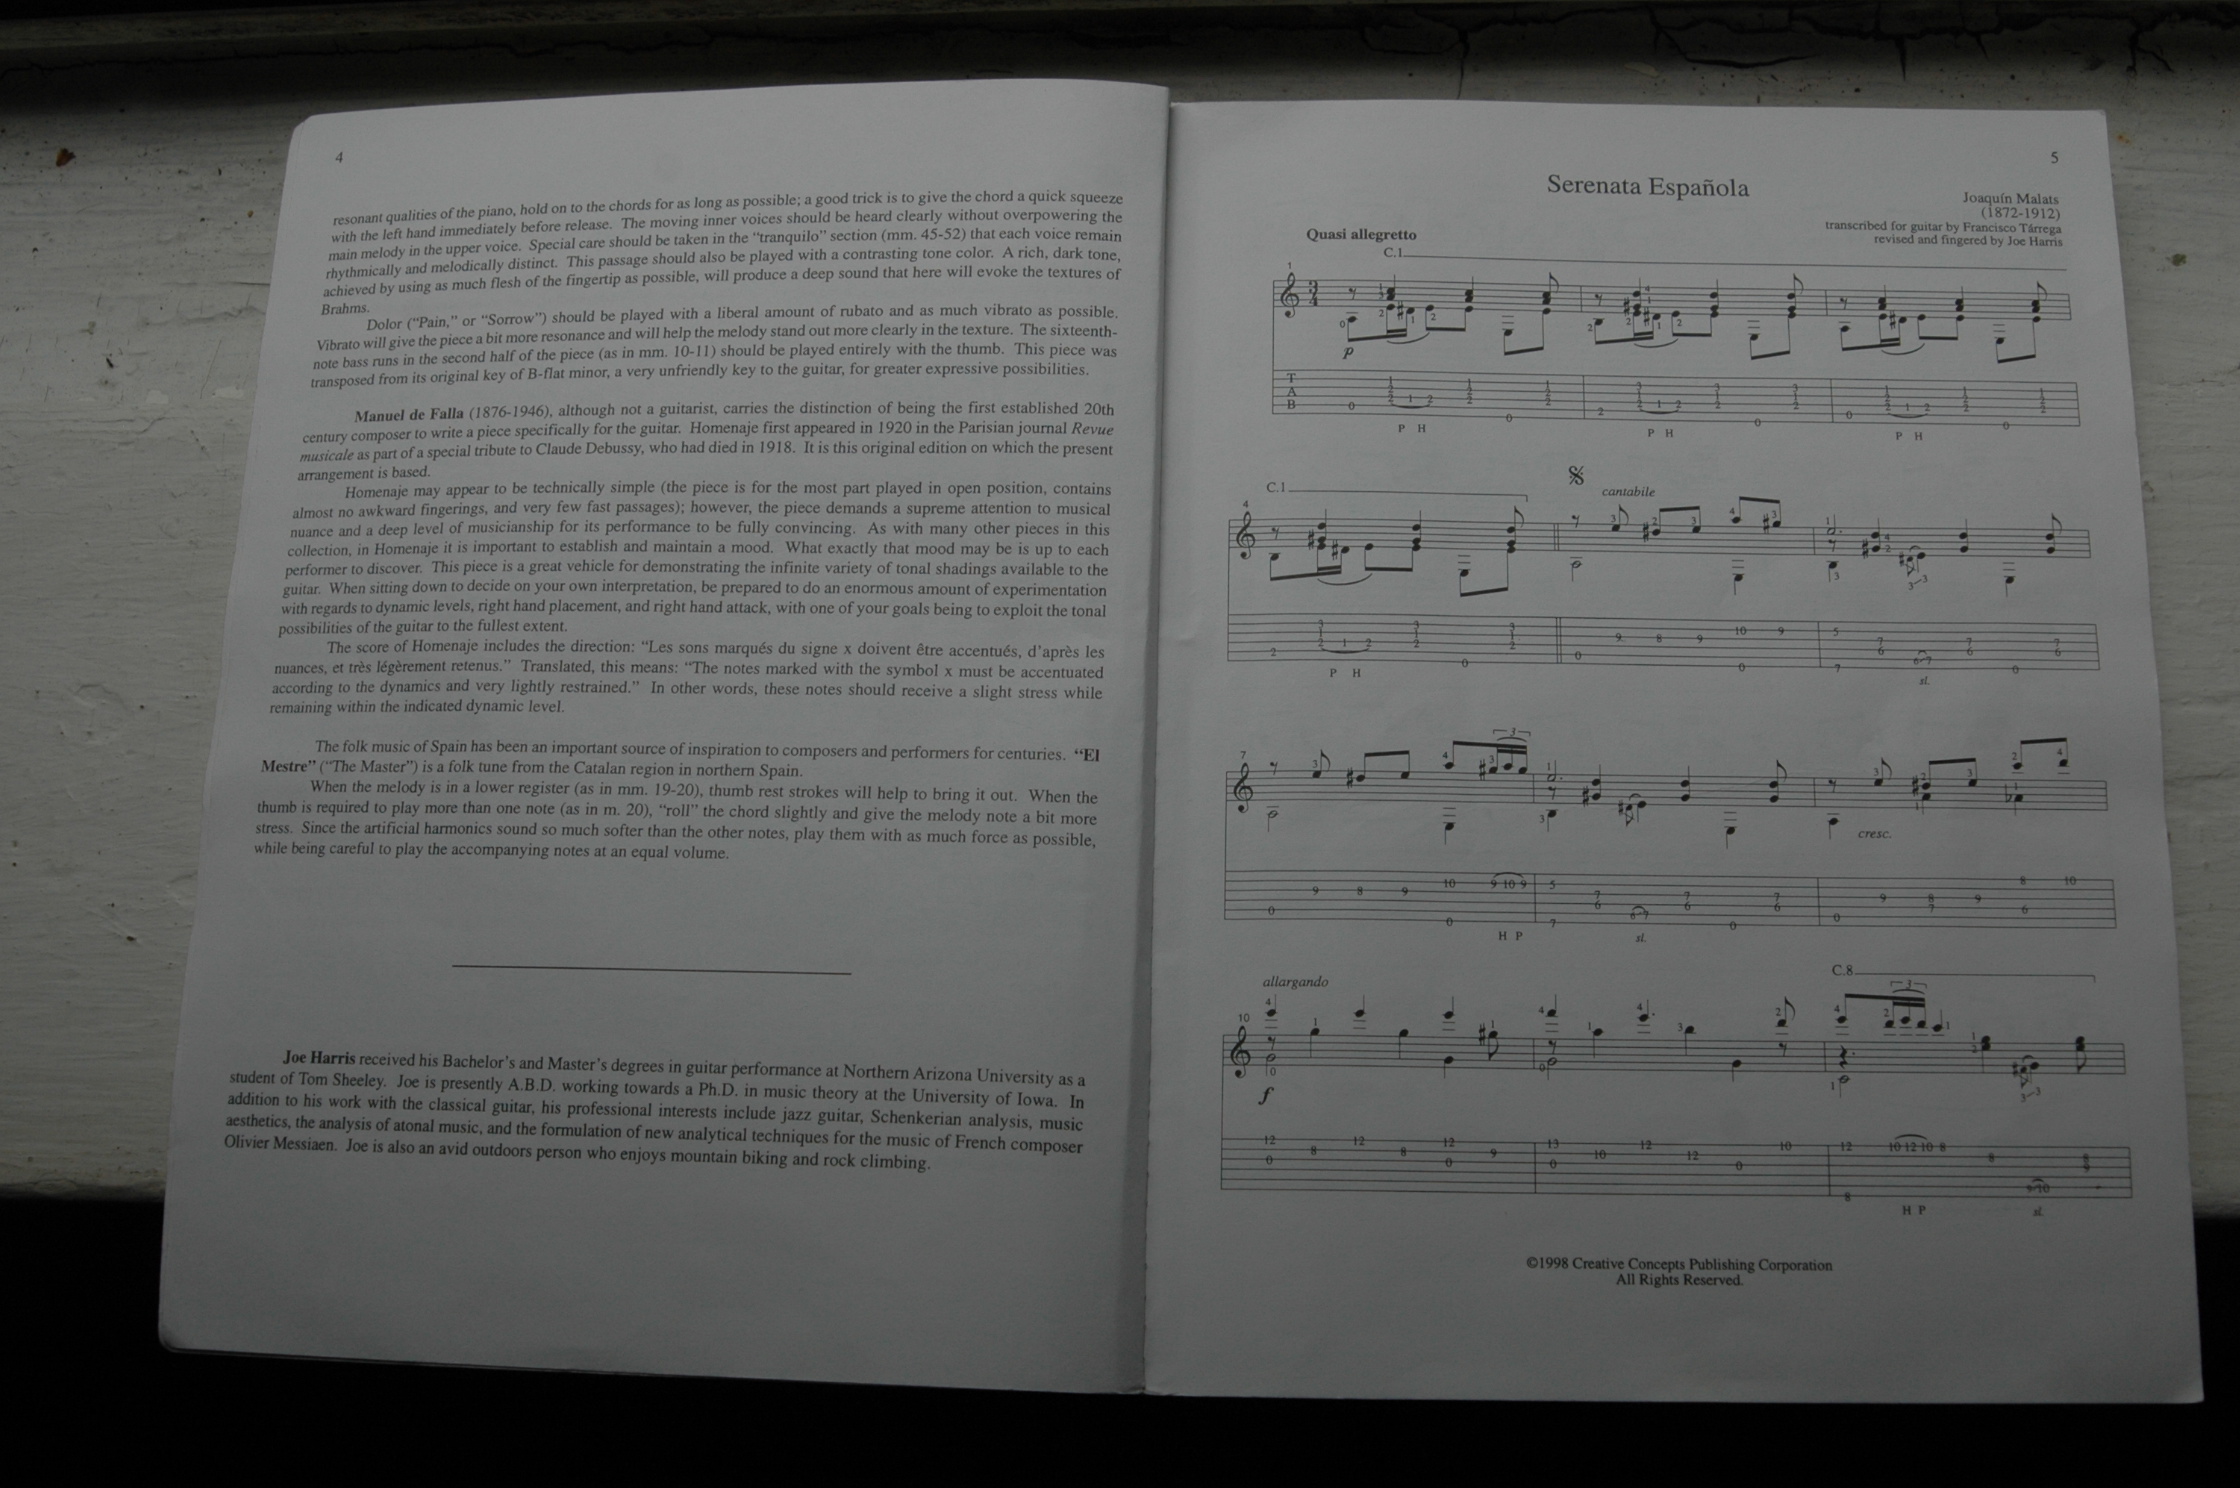 4
resonant qualities of the piano, hold on to the chords for as long as possible; a good trick is to give the chord a quick squeeze
with the left hand immediately before release. The moving inner voices should be heard clearly without overpowering the
main melody in the upper voice. Special care should be taken in the “tranquilo” section (mm. 45-52) that each voice remain
rhythmically and melodically distinct. This passage should also be played with a contrasting tone color. A rich, dark tone,
achieved by using as much flesh of the fingertip as possible, will produce a deep sound that here will evoke the textures of
Brahms.
Dolor (“Pain,” or “Sorrow”) should be played with a liberal amount of rubato and as much vibrato as possible.
Vibrato will give the piece a bit more resonance and will help the melody stand out more clearly in the texture. The sixteenth-
note bass runs in the second half of the piece (as in mm. 10-11) should be played entirely with the thumb. This piece was
transposed from its original key of B-flat minor, a very unfriendly key to the guitar, for greater expressive possibilities.
Manuel de Falla (1876-1946), although not a guitarist, carries the distinction of being the first established 20th
century composer to write a piece specifically for the guitar. Homenaje first appeared in 1920 in the Parisian journal Revue
musicale as part of a special tribute to Claude Debussy, who had died in 1918. It is this original edition on which the present
arrangement is based.
Homenaje may appear to be technically simple (the piece is for the most part played in open position, contains
almost no awkward fingerings, and very few fast passages); however, the piece demands a supreme attention to musical
nuance and a deep level of musicianship for its performance to be fully convincing. As with many other pieces in this
collection, in Homenaje it is important to establish and maintain a mood. What exactly that mood may be is up to each
performer to discover. This piece is a great vehicle for demonstrating the infinite variety of tonal shadings available to the
guitar. When sitting down to decide on your own interpretation, be prepared to do an enormous amount of experimentation
with regards to dynamic levels, right hand placement, and right hand attack, with one of your goals being to exploit the tonal
possibilities of the guitar to the fullest extent.
The score of Homenaje includes the direction: “Les sons marqués du signe x doivent être accentués, d’après les
nuances, et très légèrement retenus.” Translated, this means: “The notes marked with the symbol x must be accentuated
according to the dynamics and very lightly restrained.” In other words, these notes should receive a slight stress while
remaining within the indicated dynamic level.
The folk music of Spain has been an important source of inspiration to composers and performers for centuries. “El
Mestre” (“The Master”) is a folk tune from the Catalan region in northern Spain.
When the melody is in a lower register (as in mm. 19-20), thumb rest strokes will help to bring it out. When the
thumb is required to play more than one note (as in m. 20), “roll” the chord slightly and give the melody note a bit more
stress. Since the artificial harmonics sound so much softer than the other notes, play them with as much force as possible,
while being careful to play the accompanying notes at an equal volume.
Joe Harris received his Bachelor’s and Master’s degrees in guitar performance at Northern Arizona University as a
student of Tom Sheeley. Joe is presently A.B.D. working towards a Ph.D. in music theory at the University of Iowa. In
addition to his work with the classical guitar, his professional interests include jazz guitar, Schenkerian analysis, music
aesthetics, the analysis of atonal music, and the formulation of new analytical techniques for the music of French composer
Olivier Messiaen. Joe is also an avid outdoors person who enjoys mountain biking and rock climbing.
5
Serenata Española
Joaquín Malats
(1872-1912)
transcribed for guitar by Francisco Tárrega
revised and fingered by Joe Harris
Quasi allegretto
C.1
1
p
T
A
B
P H P H P H
C.1
cantabile
4
P H sl.
7
cresc.
H P sl.
C.8
allargando
10
f
H P sl.
©1998 Creative Concepts Publishing Corporation
All Rights Reserved.